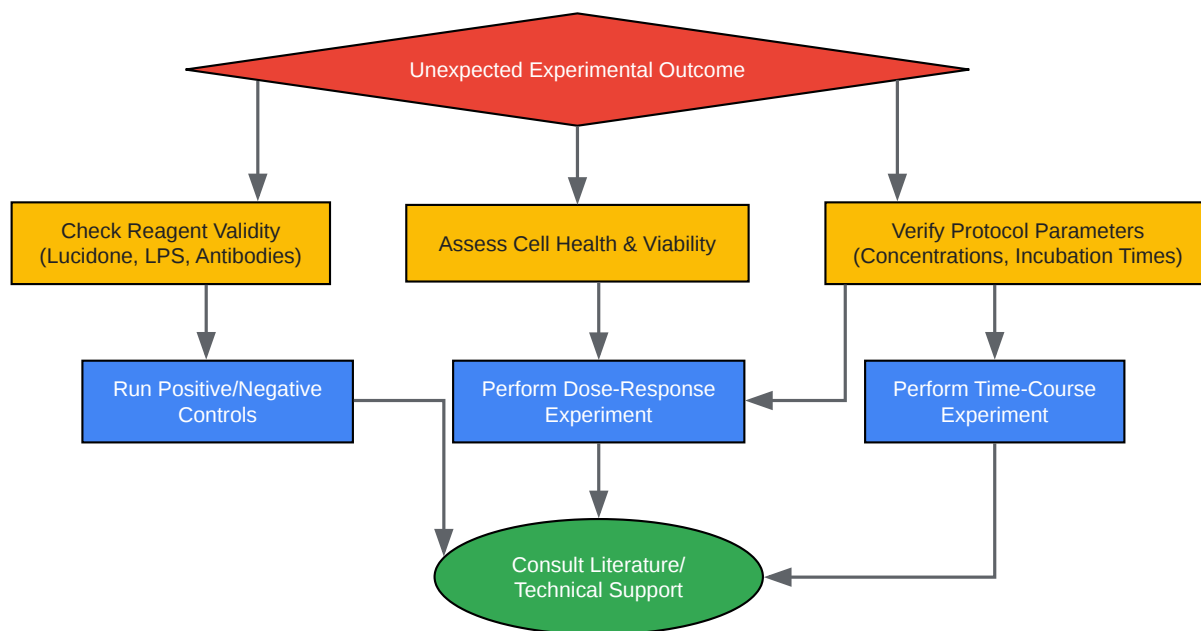 Unexpected Experimental Outcome
Check Reagent Validity
(Lucidone, LPS, Antibodies)
Assess Cell Health & Viability
Verify Protocol Parameters
(Concentrations, Incubation Times)
Run Positive/Negative
Controls
Perform Dose-Response
Experiment
Perform Time-Course
Experiment
Consult Literature/
Technical Support